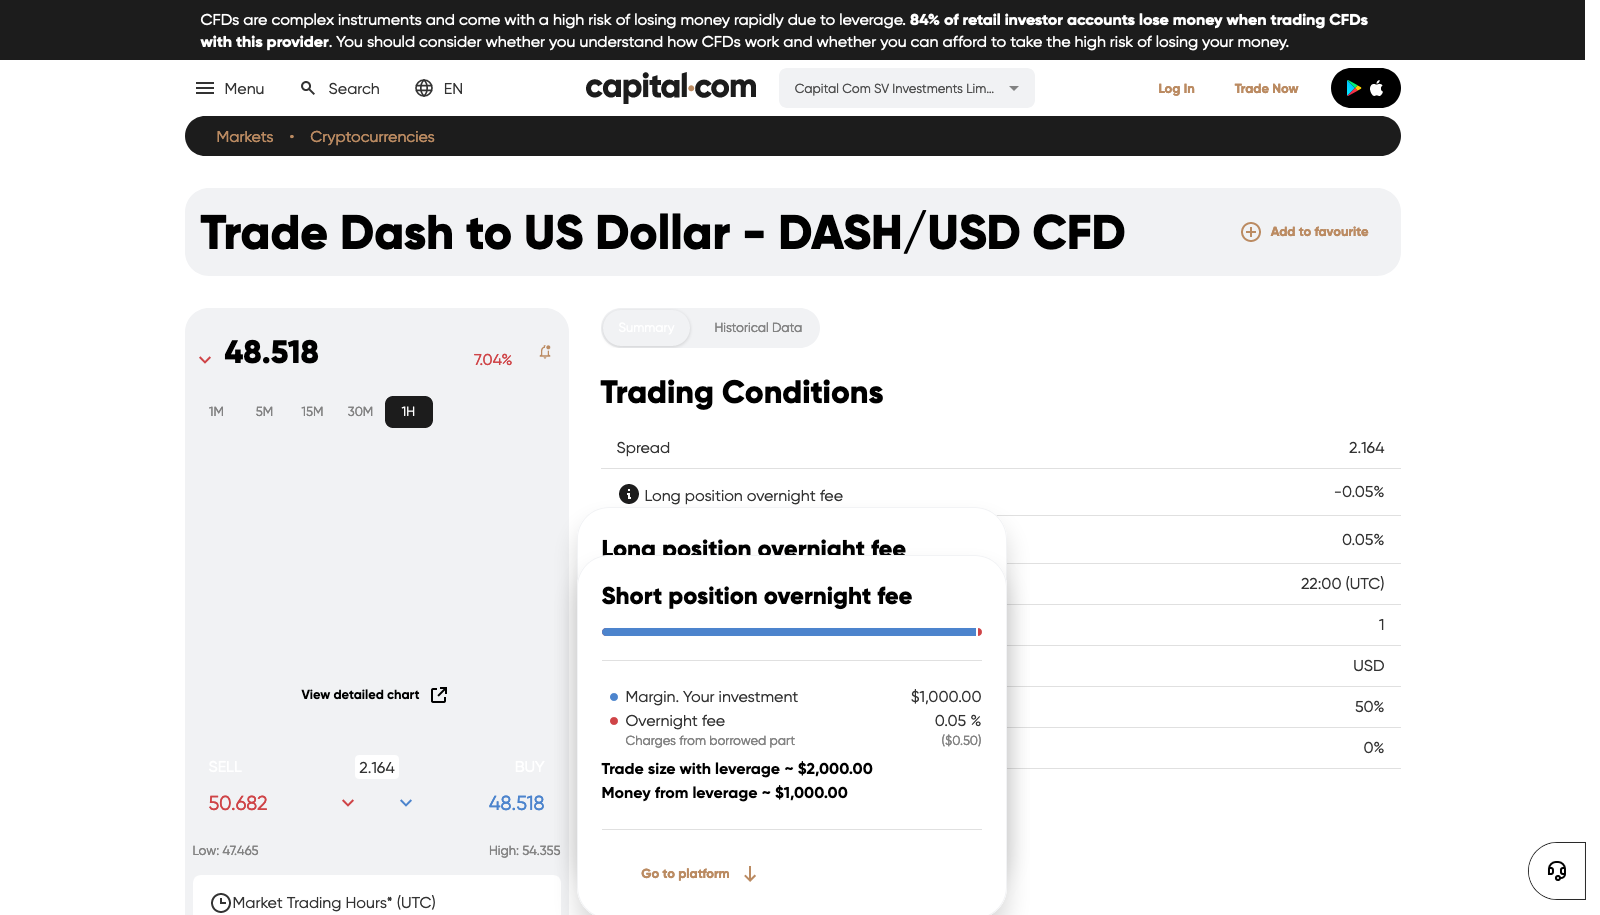 CFDs are complex instruments and come with a high risk of losing money rapidly due to leverage. 84% of retail investor accounts lose money when trading CFDs
with this provider. You should consider whether you understand how CFDs work and whether you can afford to take the high risk of losing your money.
Menu
Search
EN
capital.com
Capital Com SV Investments Lim...
Log In
Trade Now
Markets • Cryptocurrencies
Trade Dash to US Dollar - DASH/USD CFD
Add to favourite
48.518
7.04%
1M 5M 15M 30M 1H
View detailed chart
SELL
2.164
BUY
50.682
48.518
Low: 47.465
High: 54.355
Market Trading Hours* (UTC)
Summary
Historical Data
Trading Conditions
Spread 2.164
Long position overnight fee -0.05%
0.05%
22:00 (UTC)
1
USD
50%
0%
Long position overnight fee
Short position overnight fee
Margin. Your investment $1,000.00
Overnight fee 0.05 %
Charges from borrowed part ($0.50)
Trade size with leverage ~ $2,000.00
Money from leverage ~ $1,000.00
Go to platform